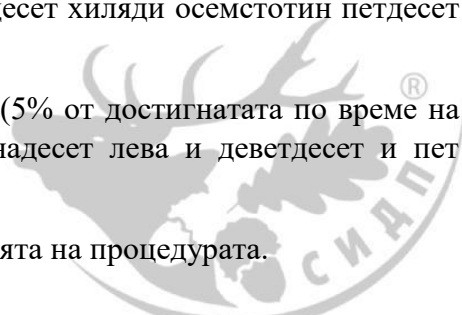 десет хиляди осемстотин петдесет
(5% от достигнатата по време на
надесет лева и деветдесет и пет
ята на процедурата.
®
СИДП